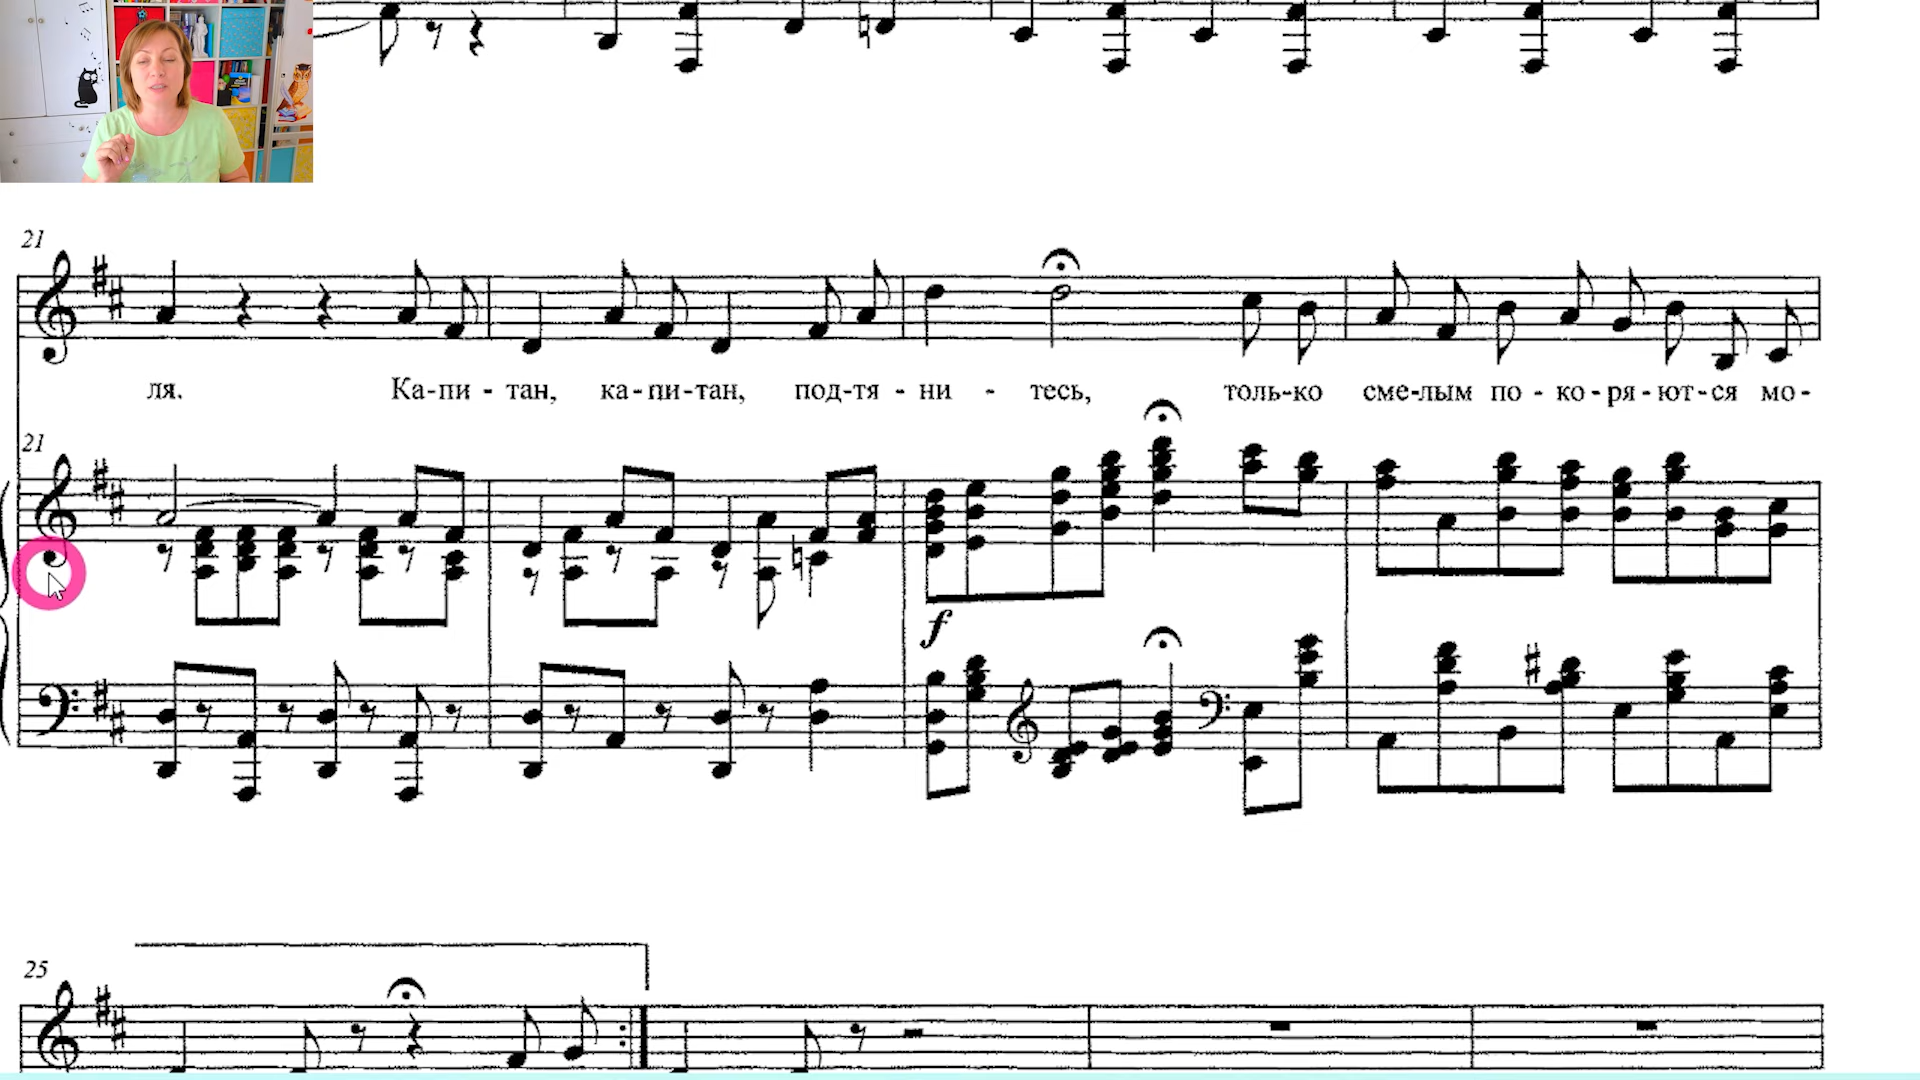 21
ля. Ка-пи - тан, ка-пи-тан, под-тя - ни - тесь, толь-ко сме-лым по - ко-ря-ют-ся мо-
21
f
25